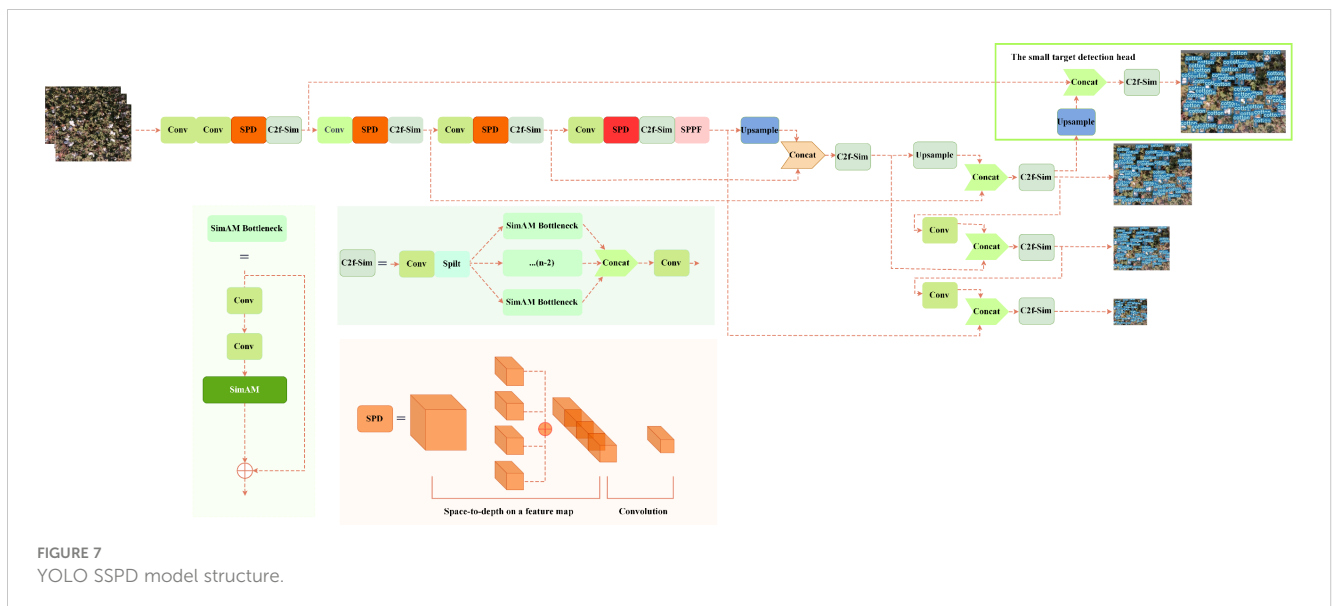 The small target detection head
Concat
C2f-Sim
Upsample
Conv
Conv
SPD
C2f-Sim
Conv
SPD
C2f-Sim
Conv
SPD
C2f-Sim
Conv
SPD
C2f-Sim
SPPF
Upsample
Concat
C2f-Sim
Upsample
Concat
C2f-Sim
Conv
Concat
C2f-Sim
Conv
Concat
C2f-Sim
SimAM Bottleneck
=
Conv
Conv
SimAM
C2f-Sim
=
Conv
Spilt
SimAM Bottleneck
...(n-2)
SimAM Bottleneck
Concat
Conv
SPD
=
Space-to-depth on a feature map
Convolution
FIGURE 7
YOLO SSPD model structure.